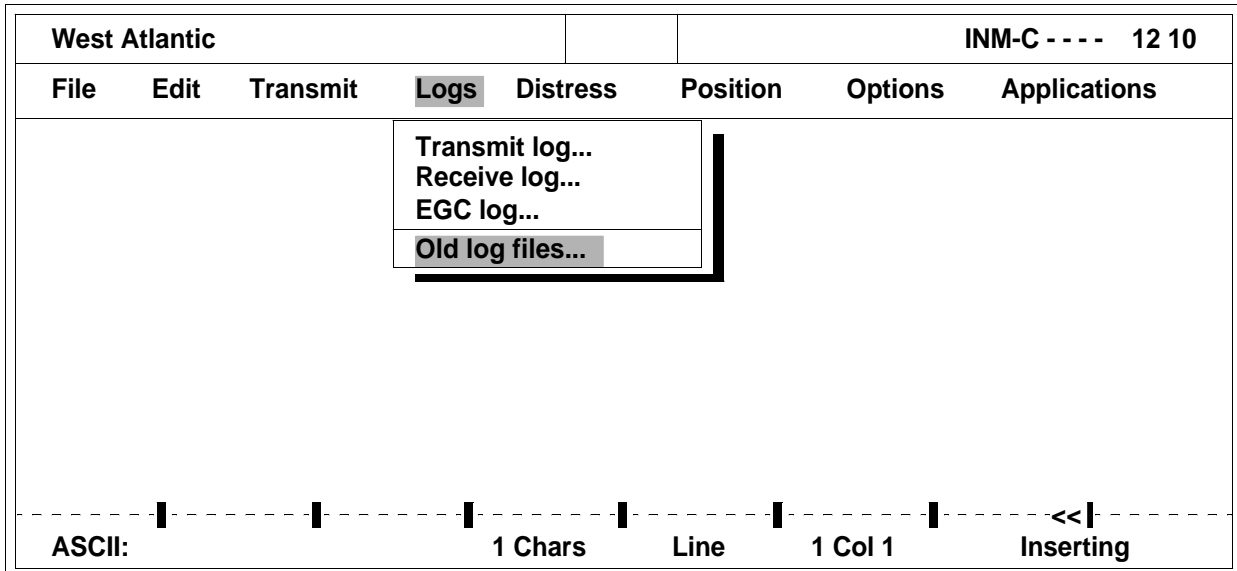 West Atlantic INM-C - - - - 12 10
File Edit Transmit Logs Distress Position Options Applications
Transmit log...
Receive log...
EGC log...
Old log files...
<<
ASCII: 1 Chars Line 1 Col 1 Inserting